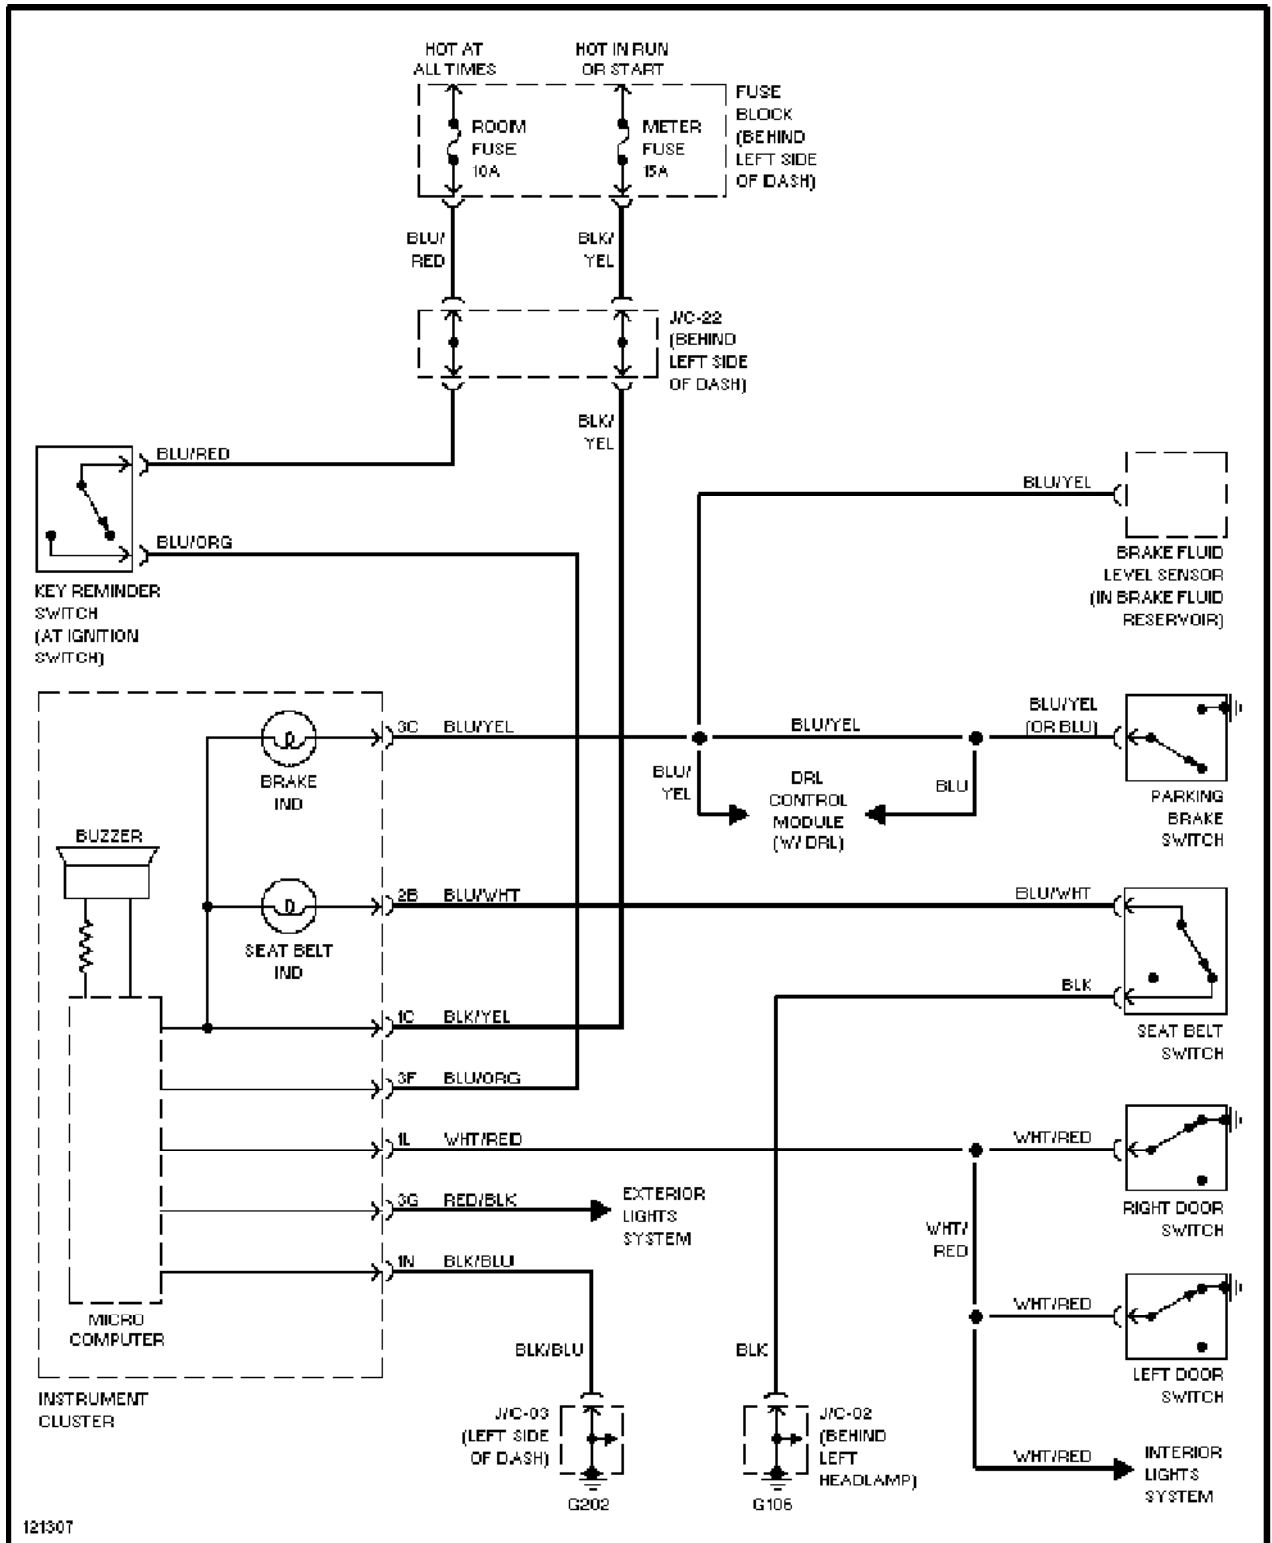 HOT AT
ALL TIMES
HOT IN RUN
OR START
FUSE
BLOCK
(BEHIND
LEFT SIDE
OF DASH)
ROOM
FUSE
10A
METER
FUSE
15A
BLU/
RED
BLK/
YEL
J/C-22
(BEHIND
LEFT SIDE
OF DASH)
BLK/
YEL
BLU/RED
BLU/ORG
KEY REMINDER
SWITCH
(AT IGNITION
SWITCH)
BLU/YEL
BRAKE FLUID
LEVEL SENSOR
(IN BRAKE FLUID
RESERVOIR)
3C BLU/YEL
BLU/YEL
BLU/YEL
(OR BLU)
BRAKE
IND
BLU/
YEL
DRL
CONTROL
MODULE
(W/ DRL)
BLU
PARKING
BRAKE
SWITCH
BUZZER
2B BLU/WHT
BLU/WHT
SEAT BELT
IND
BLK
1C BLK/YEL
SEAT BELT
SWITCH
3F BLU/ORG
1L WHT/RED
WHT/RED
3G RED/BLK
EXTERIOR
LIGHTS
SYSTEM
RIGHT DOOR
SWITCH
WHT/
RED
1N BLK/BLU
WHT/RED
MICRO
COMPUTER
BLK/BLU
BLK
LEFT DOOR
SWITCH
INSTRUMENT
CLUSTER
J/C-03
(LEFT SIDE
OF DASH)
J/C-02
(BEHIND
LEFT
HEADLAMP)
WHT/RED
INTERIOR
LIGHTS
SYSTEM
G202
G106
121307